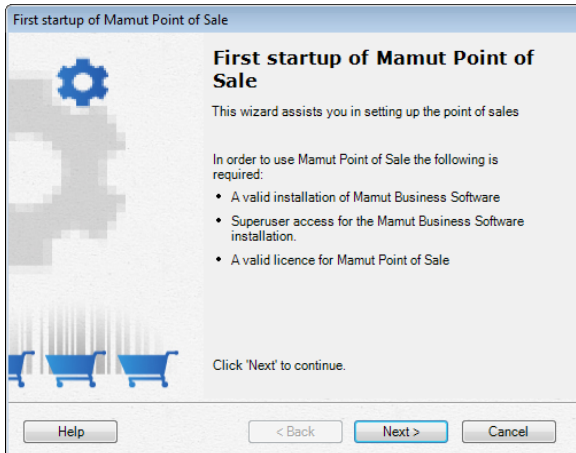 First startup of Mamut Point of Sale
First startup of Mamut Point of
Sale
This wizard assists you in setting up the point of sales
In order to use Mamut Point of Sale the following is
required:
• A valid installation of Mamut Business Software
• Superuser access for the Mamut Business Software
installation.
• A valid licence for Mamut Point of Sale
Click 'Next' to continue.
Help
< Back
Next >
Cancel